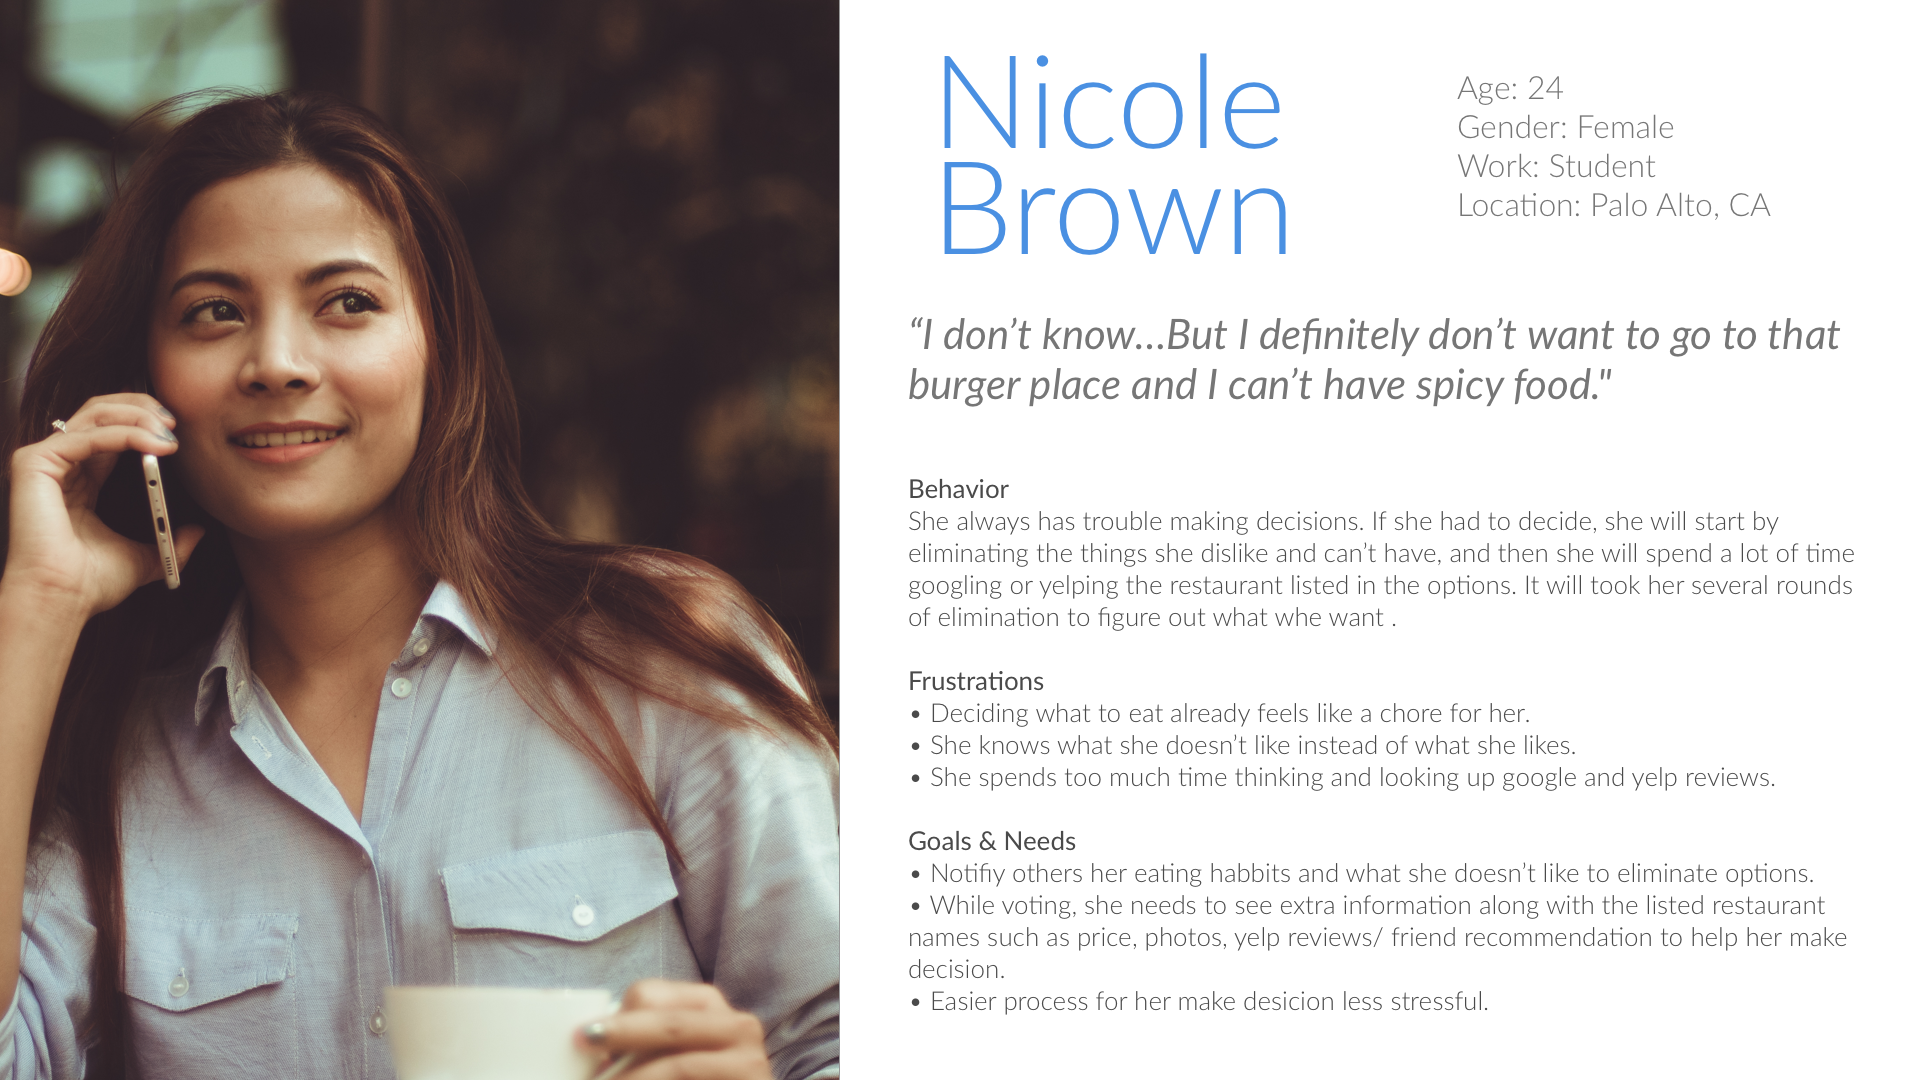 Nicole
Brown
Age: 24
Gender: Female
Work: Student
Location: Palo Alto, CA
“I don’t know...But I definitely don’t want to go to that
burger place and I can’t have spicy food."
Behavior
She always has trouble making decisions. If she had to decide, she will start by
eliminating the things she dislike and can’t have, and then she will spend a lot of time
googling or yelping the restaurant listed in the options. It will took her several rounds
of elimination to figure out what whe want .
Frustrations
• Deciding what to eat already feels like a chore for her.
• She knows what she doesn’t like instead of what she likes.
• She spends too much time thinking and looking up google and yelp reviews.
Goals & Needs
• Notifiy others her eating habbits and what she doesn’t like to eliminate options.
• While voting, she needs to see extra information along with the listed restaurant
names such as price, photos, yelp reviews/ friend recommendation to help her make
decision.
• Easier process for her make desicion less stressful.